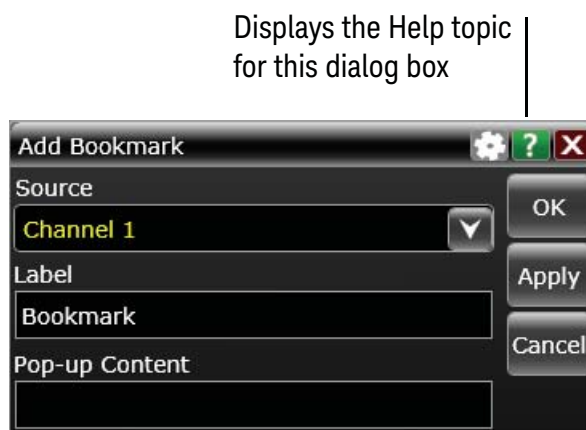 Displays the Help topic
for this dialog box
Add Bookmark
?
X
Source
Channel 1
OK
Label
Apply
Bookmark
Cancel
Pop-up Content